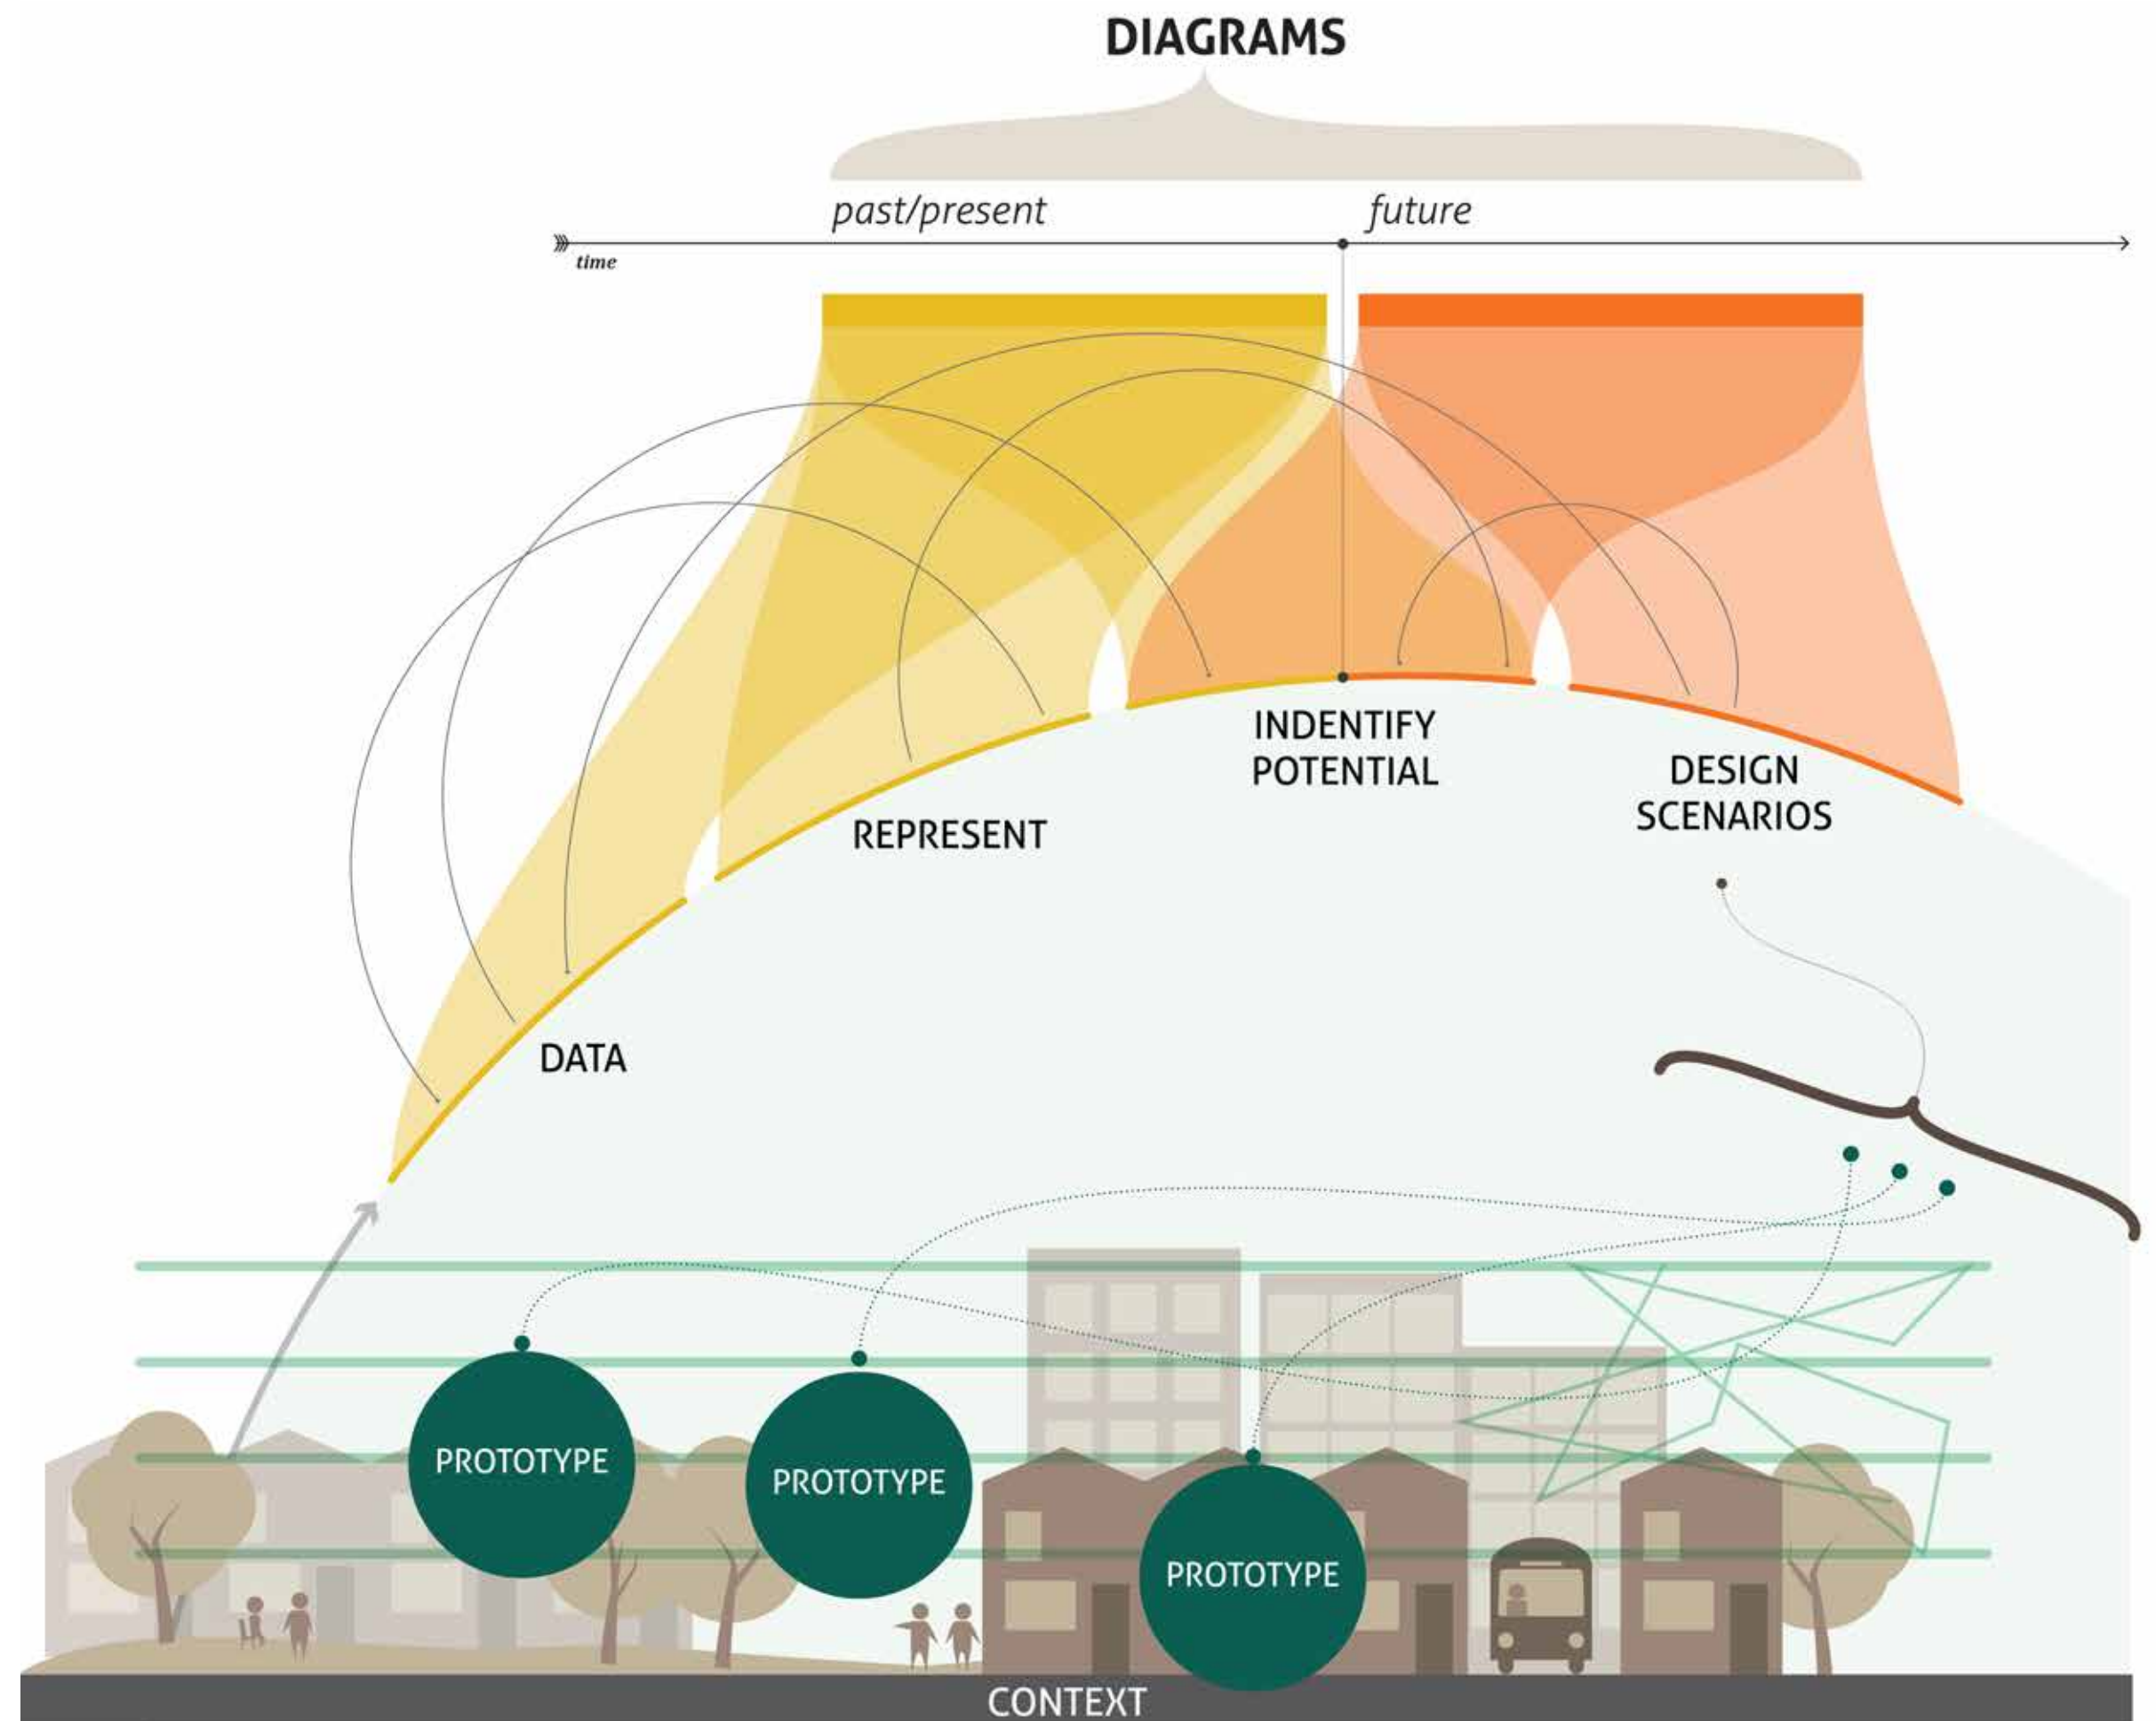 DIAGRAMS
past/present
future
time
INDENTIFY
POTENTIAL
DESIGN
SCENARIOS
REPRESENT
DATA
PROTOTYPE
PROTOTYPE
PROTOTYPE
CONTEXT